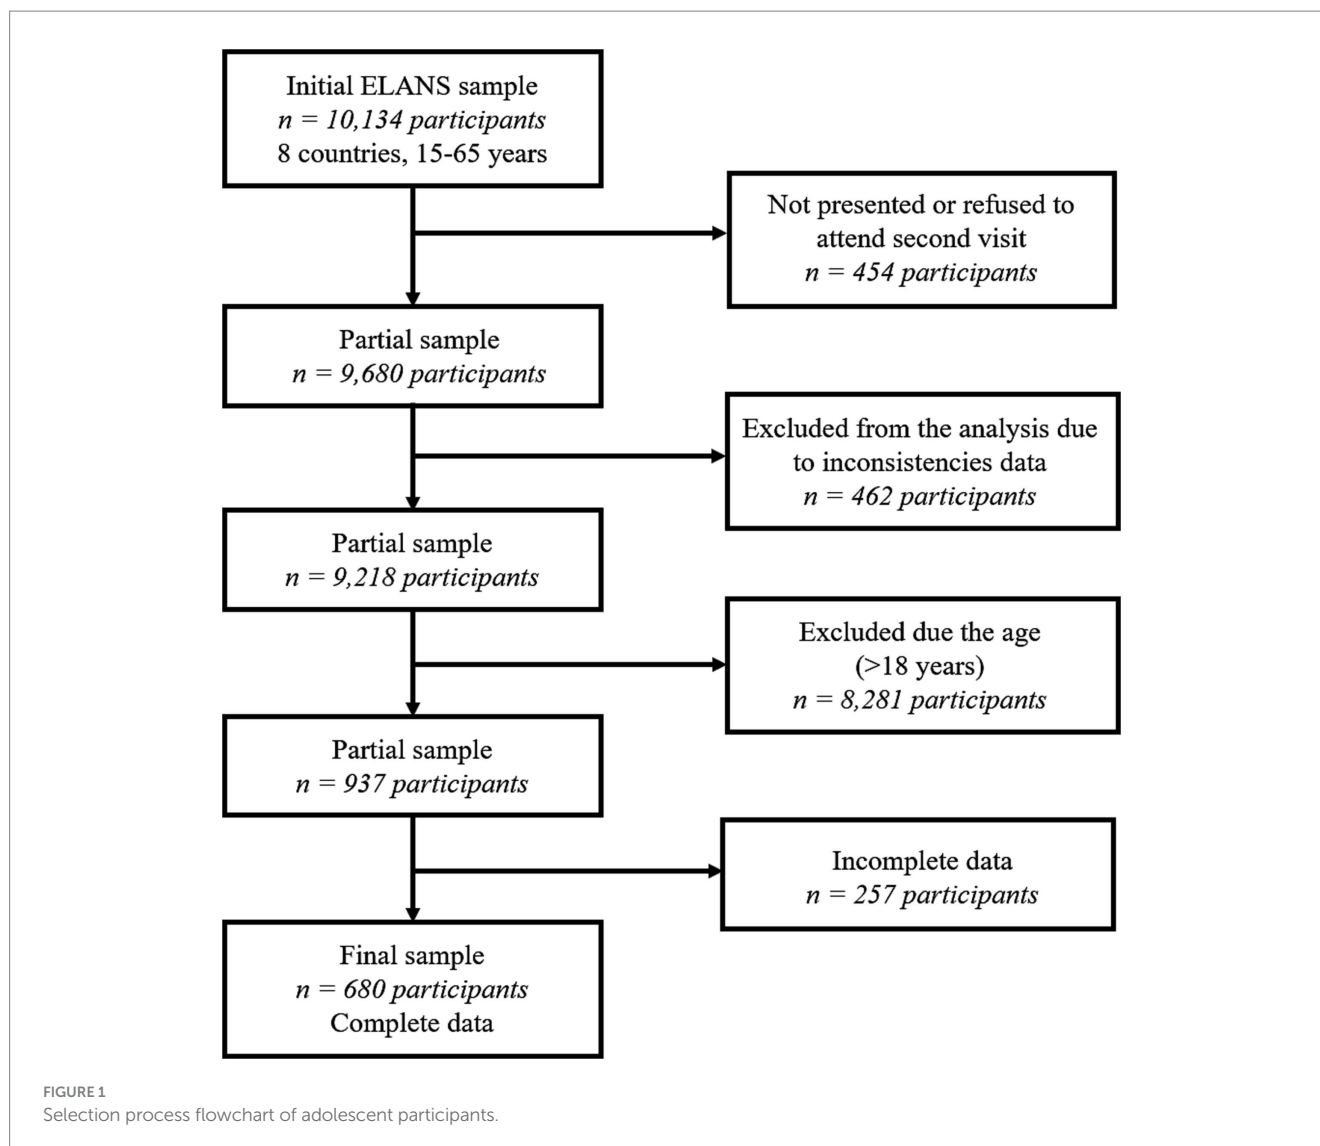 Initial ELANS sample
n = 10,134 participants
8 countries, 15-65 years
Not presented or refused to
attend second visit
n = 454 participants
Partial sample
n = 9,680 participants
Excluded from the analysis due
to inconsistencies data
n = 462 participants
Partial sample
n = 9,218 participants
Excluded due the age
(>18 years)
n = 8,281 participants
Partial sample
n = 937 participants
Incomplete data
n = 257 participants
Final sample
n = 680 participants
Complete data
FIGURE 1
Selection process flowchart of adolescent participants.